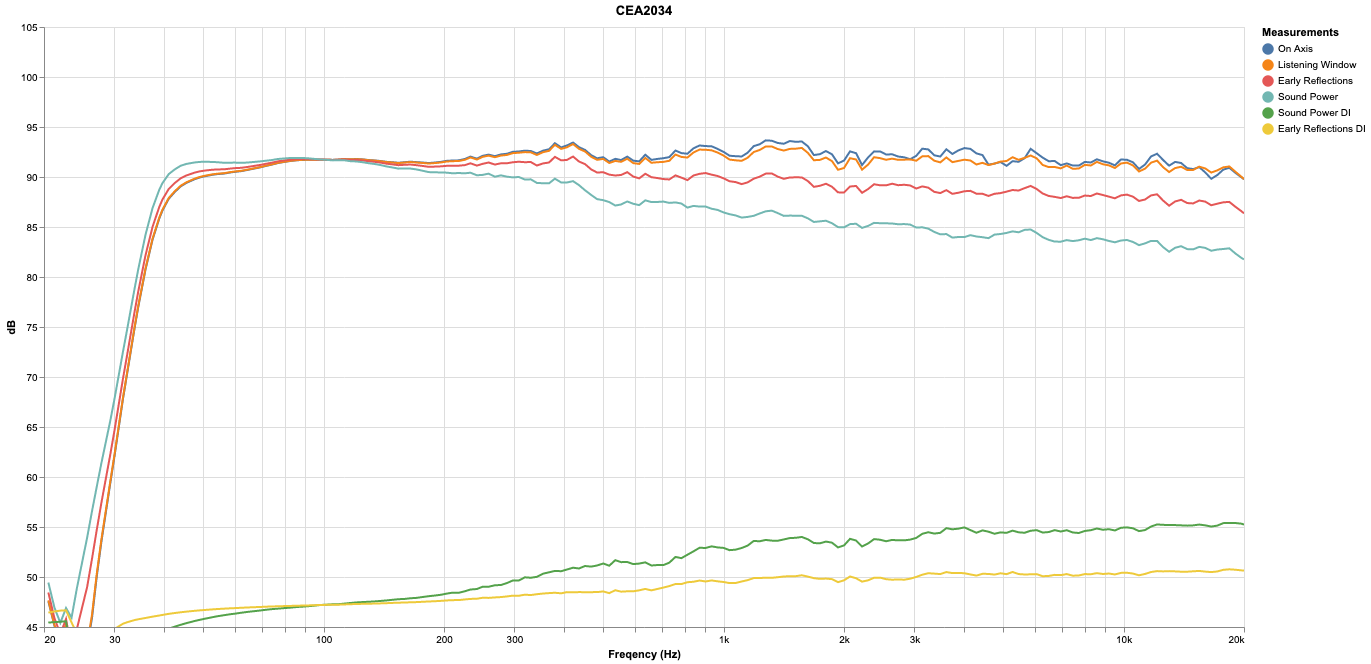 CEA2034
105
100
95
90
85
80
75
70
65
60
55
50
45
dB
20
30
100
200
300
1k
2k
3k
10k
20k
Freqency (Hz)
Measurements
On Axis
Listening Window
Early Reflections
Sound Power
Sound Power DI
Early Reflections DI